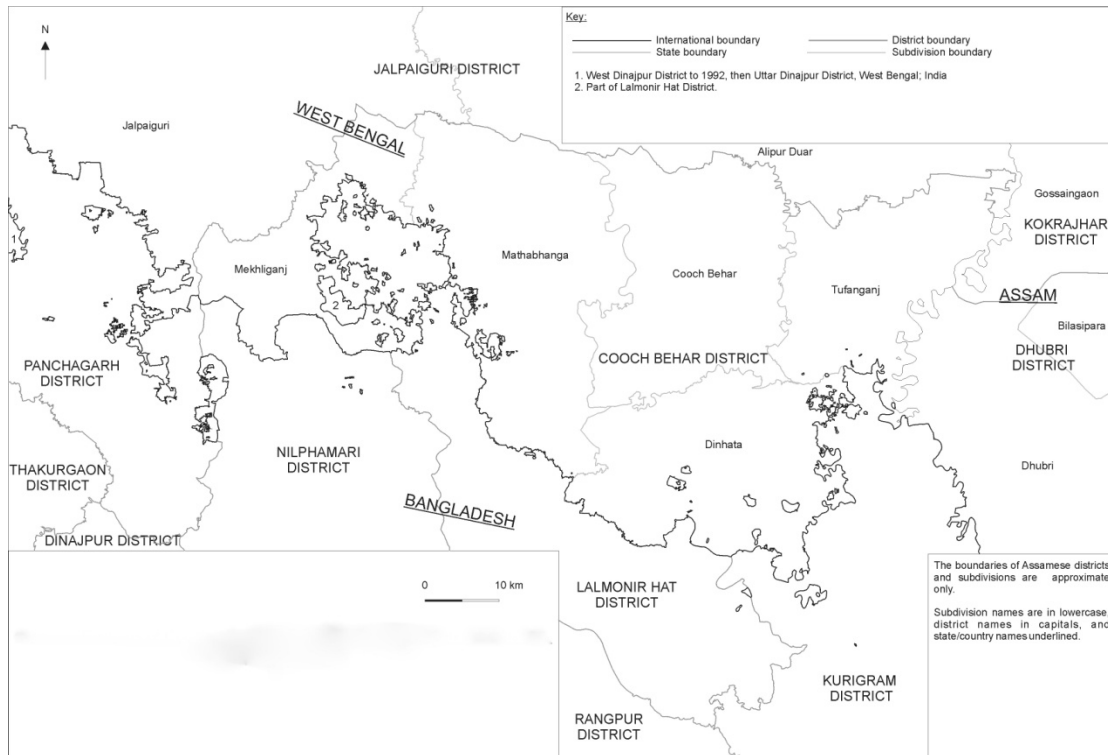 Key:
International boundary
District boundary
State boundary
Subdivision boundary
1. West Dinajpur District to 1992, then Uttar Dinajpur District, West Bengal; India
2. Part of Lalmonir Hat District.
N
JALPAIGURI DISTRICT
WEST BENGAL
Jalpaiguri
Alipur Duar
Gossaingaon
KOKRAJHAR
DISTRICT
1
Mekhliganj
Mathabhanga
Cooch Behar
Tufanganj
ASSAM
2
Bilasipara
PANCHAGARH
DISTRICT
COOCH BEHAR DISTRICT
DHUBRI
DISTRICT
NILPHAMARI
DISTRICT
Dinhata
THAKURGAON
DISTRICT
Dhubri
BANGLADESH
DINAJPUR DISTRICT
0 10 km
LALMONIR HAT
DISTRICT
The boundaries of Assamese districts
and subdivisions are approximate
only.
Subdivision names are in lowercase,
district names in capitals, and
state/country names underlined.
KURIGRAM
DISTRICT
RANGPUR
DISTRICT